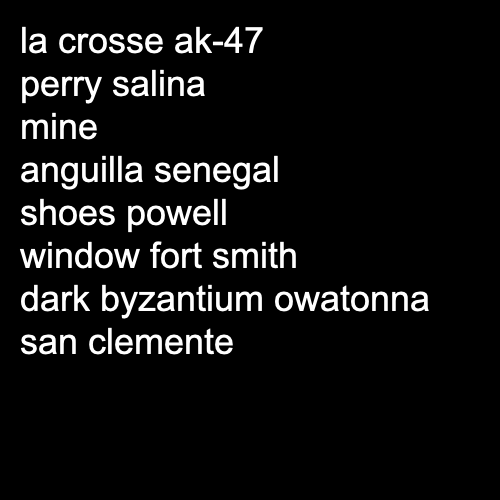 la crosse ak-47
perry salina
mine
anguilla senegal
shoes powell
window fort smith
dark byzantium owatonna
san clemente